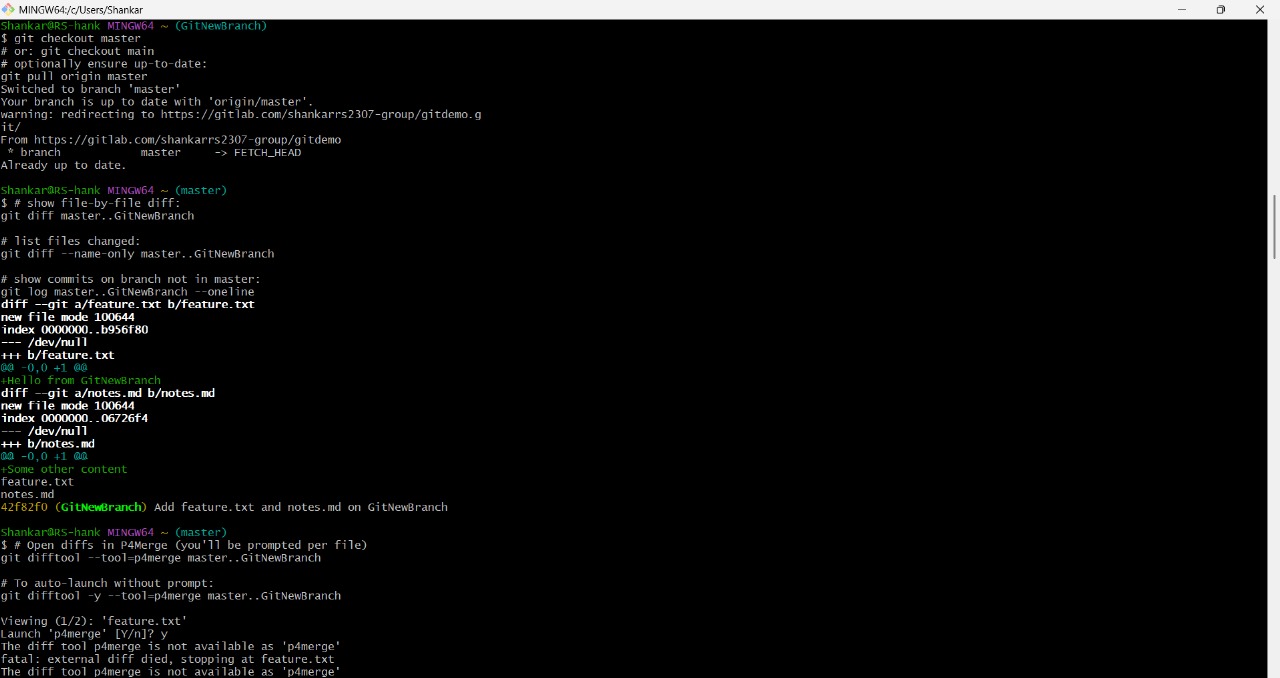 MINGW64:/c/Users/Shankar
Shankar@RS-hank MINGW64 ~ (GitNewBranch)
$ git checkout master
# or: git checkout main
# optionally ensure up-to-date:
git pull origin master
Switched to branch 'master'
Your branch is up to date with 'origin/master'.
warning: redirecting to https://gitlab.com/shankarrs2307-group/gitdemo.g
it/
From https://gitlab.com/shankarrs2307-group/gitdemo
 * branch            master     -> FETCH_HEAD
Already up to date.

Shankar@RS-hank MINGW64 ~ (master)
$ # show file-by-file diff:
git diff master..GitNewBranch

# list files changed:
git diff --name-only master..GitNewBranch

# show commits on branch not in master:
git log master..GitNewBranch --oneline
diff --git a/feature.txt b/feature.txt
new file mode 100644
index 0000000..b956f80
--- /dev/null
+++ b/feature.txt
@@ -0,0 +1 @@
+Hello from GitNewBranch
diff --git a/notes.md b/notes.md
new file mode 100644
index 0000000..06726f4
--- /dev/null
+++ b/notes.md
@@ -0,0 +1 @@
+Some other content
feature.txt
notes.md
42f82f0 (GitNewBranch) Add feature.txt and notes.md on GitNewBranch

Shankar@RS-hank MINGW64 ~ (master)
$ # Open diffs in P4Merge (you'll be prompted per file)
git difftool --tool=p4merge master..GitNewBranch

# To auto-launch without prompt:
git difftool -y --tool=p4merge master..GitNewBranch

Viewing (1/2): 'feature.txt'
Launch 'p4merge' [Y/n]? y
The diff tool p4merge is not available as 'p4merge'
fatal: external diff died, stopping at feature.txt
The diff tool p4merge is not available as 'p4merge'